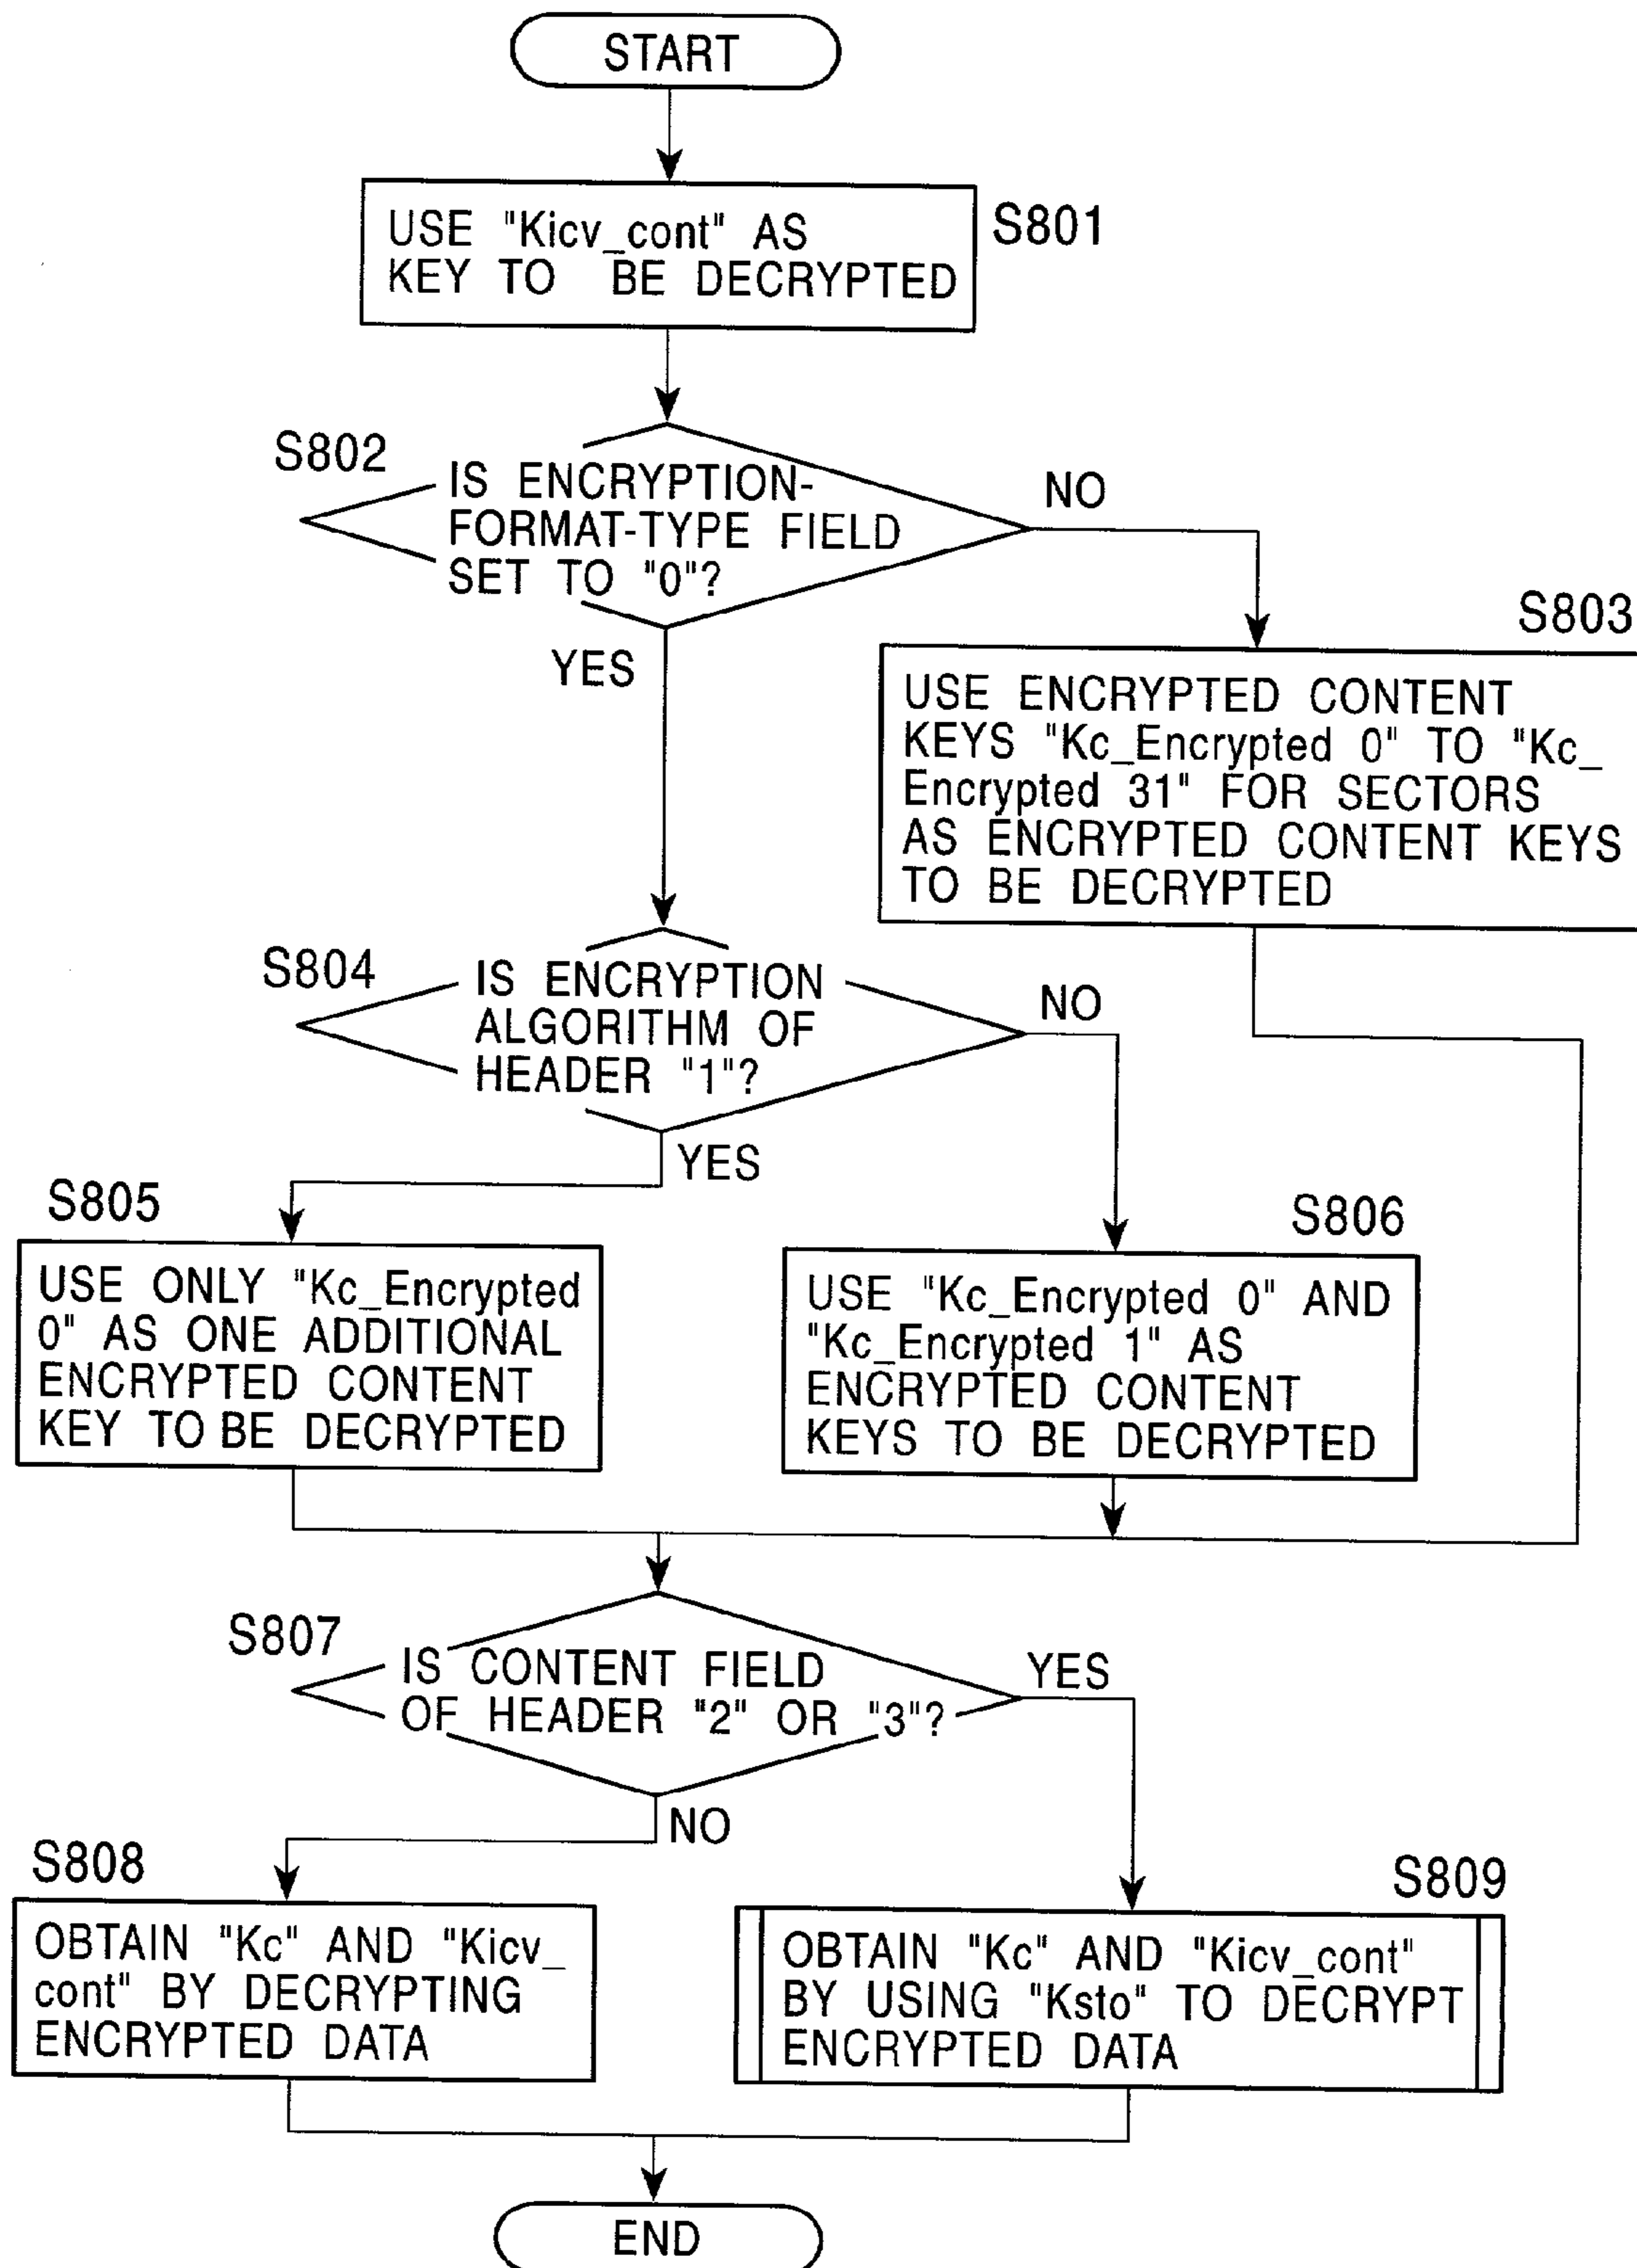 START
USE "Kicv_cont" AS
KEY TO BE DECRYPTED
S801
S802
IS ENCRYPTION-
FORMAT-TYPE FIELD
SET TO "0"?
NO
YES
S803
USE ENCRYPTED CONTENT
KEYS "Kc_Encrypted 0" TO "Kc_
Encrypted 31" FOR SECTORS
AS ENCRYPTED CONTENT KEYS
TO BE DECRYPTED
S804
IS ENCRYPTION
ALGORITHM OF
HEADER "1"?
NO
YES
S805
USE ONLY "Kc_Encrypted
0" AS ONE ADDITIONAL
ENCRYPTED CONTENT
KEY TO BE DECRYPTED
S806
USE "Kc_Encrypted 0" AND
"Kc_Encrypted 1" AS
ENCRYPTED CONTENT
KEYS TO BE DECRYPTED
S807
IS CONTENT FIELD
OF HEADER "2" OR "3"?
YES
NO
S808
OBTAIN "Kc" AND "Kicv_
cont" BY DECRYPTING
ENCRYPTED DATA
S809
OBTAIN "Kc" AND "Kicv_cont"
BY USING "Ksto" TO DECRYPT
ENCRYPTED DATA
END